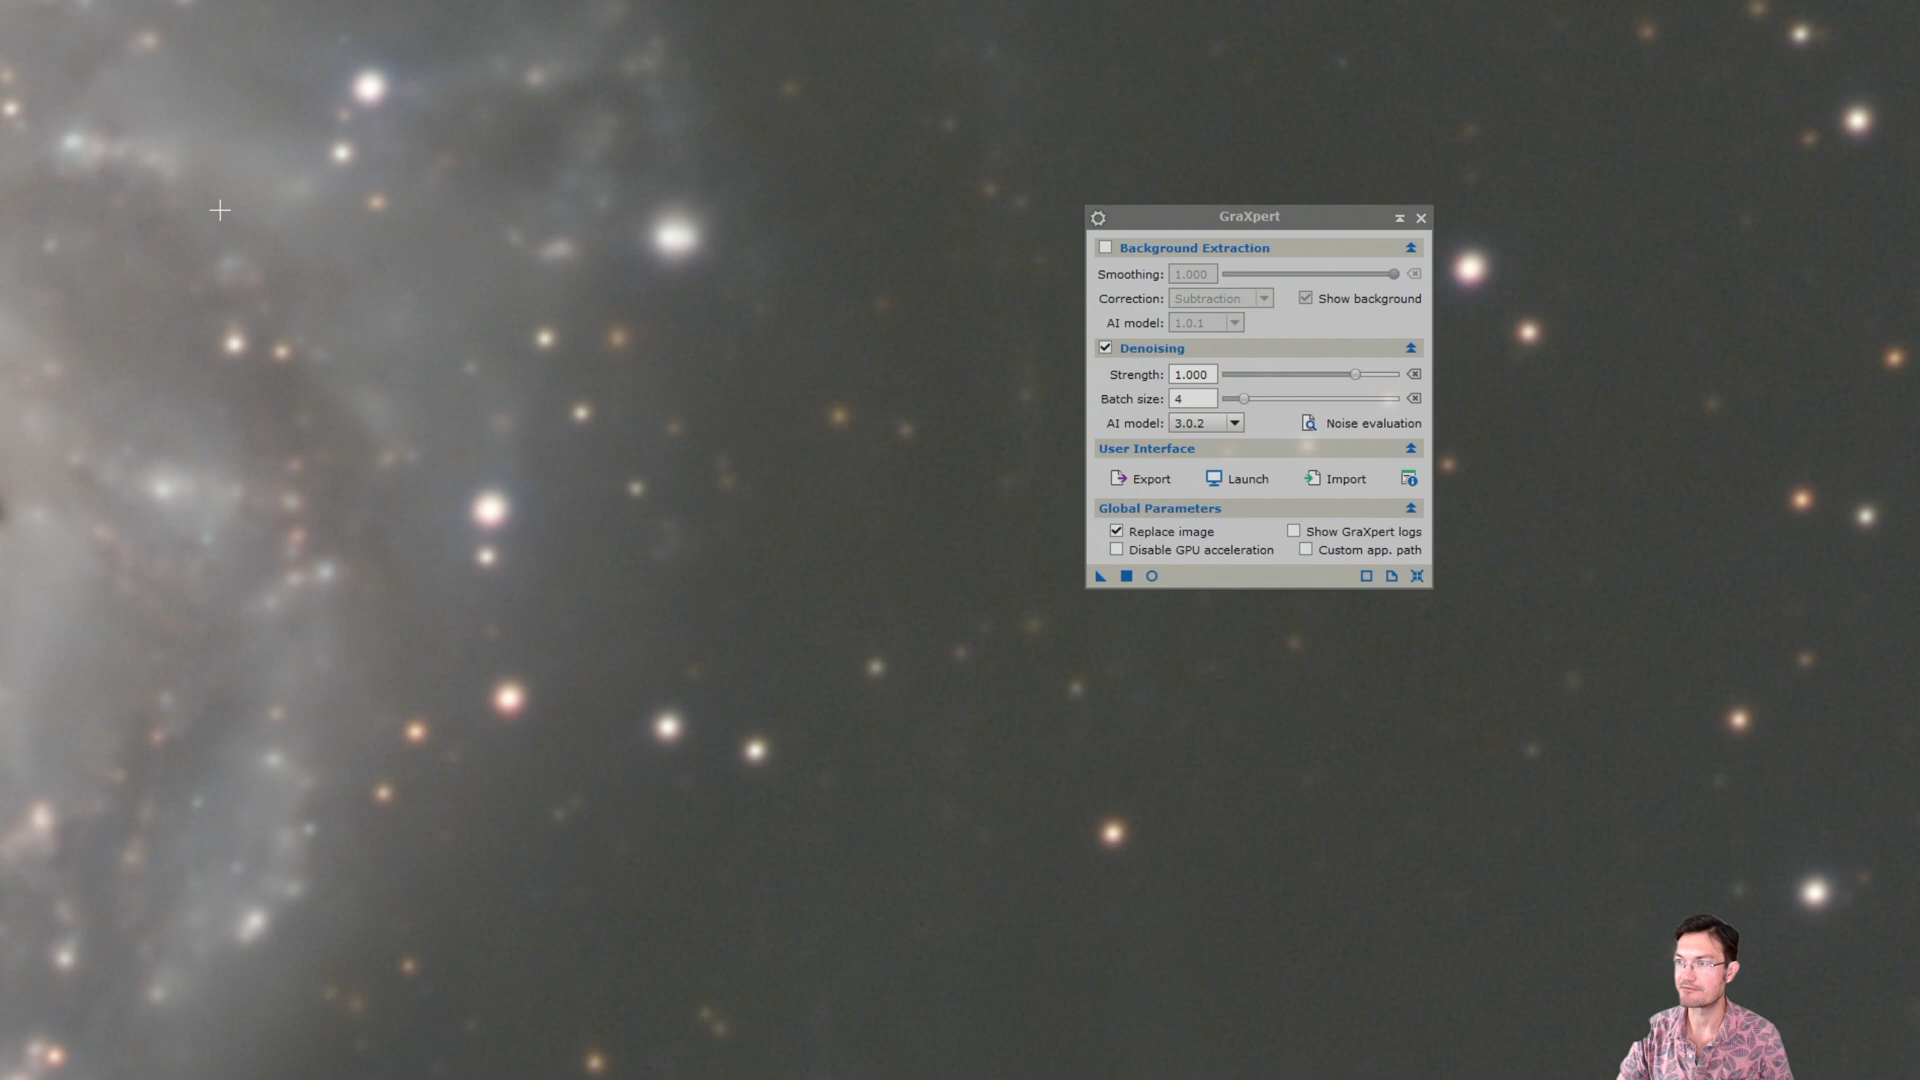 GraXpert
Background Extraction
Smoothing: 1.000
Correction: Subtraction Show background
AI model: 1.0.1
Denoising
Strength: 1.000
Batch size: 4
AI model: 3.0.2 Noise evaluation
User Interface
Export Launch Import
Global Parameters
Replace image Show GraXpert logs
Disable GPU acceleration Custom app. path